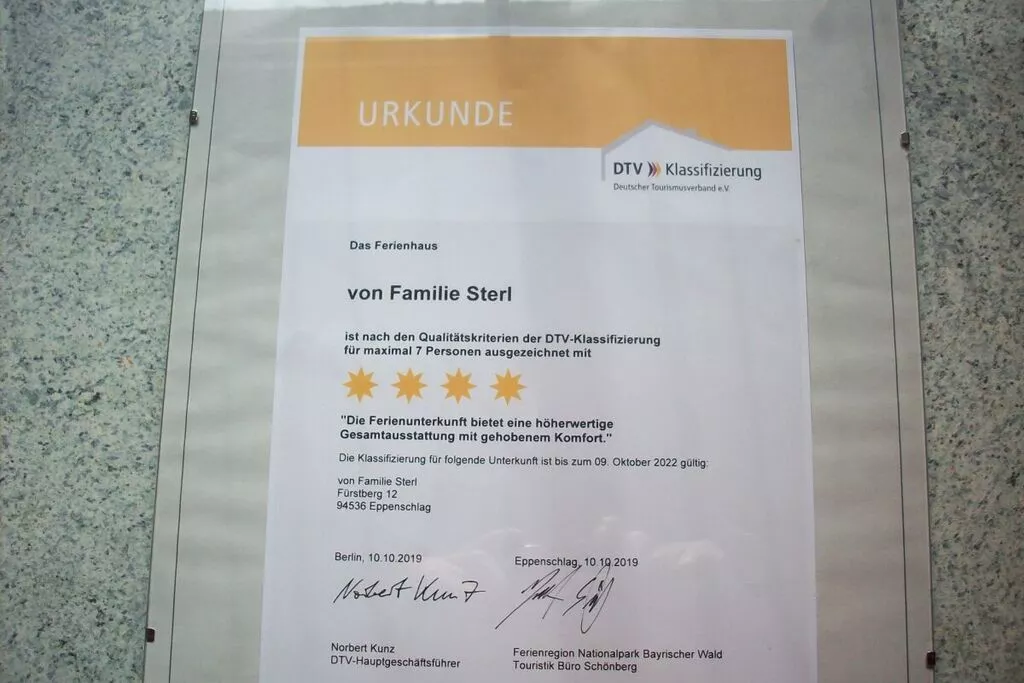 URKUNDE
DTV Klassifizierung
Deutscher Tourismusverband e.V.
Das Ferienhaus
von Familie Sterl
ist nach den Qualitätskriterien der DTV-Klassifizierung
für maximal 7 Personen ausgezeichnet mit
"Die Ferienunterkunft bietet eine höherwertige
Gesamtausstattung mit gehobenem Komfort."
Die Klassifizierung für folgende Unterkunft ist bis zum 09. Oktober 2022 gültig:
von Familie Sterl
Fürstberg 12
94536 Eppenschlag
Berlin, 10.10.2019
Eppenschlag, 10.10.2019
Norbert Kunz
Norbert Kunz
DTV-Hauptgeschäftsführer
Ferienregion Nationalpark Bayrischer Wald
Touristik Büro Schönberg